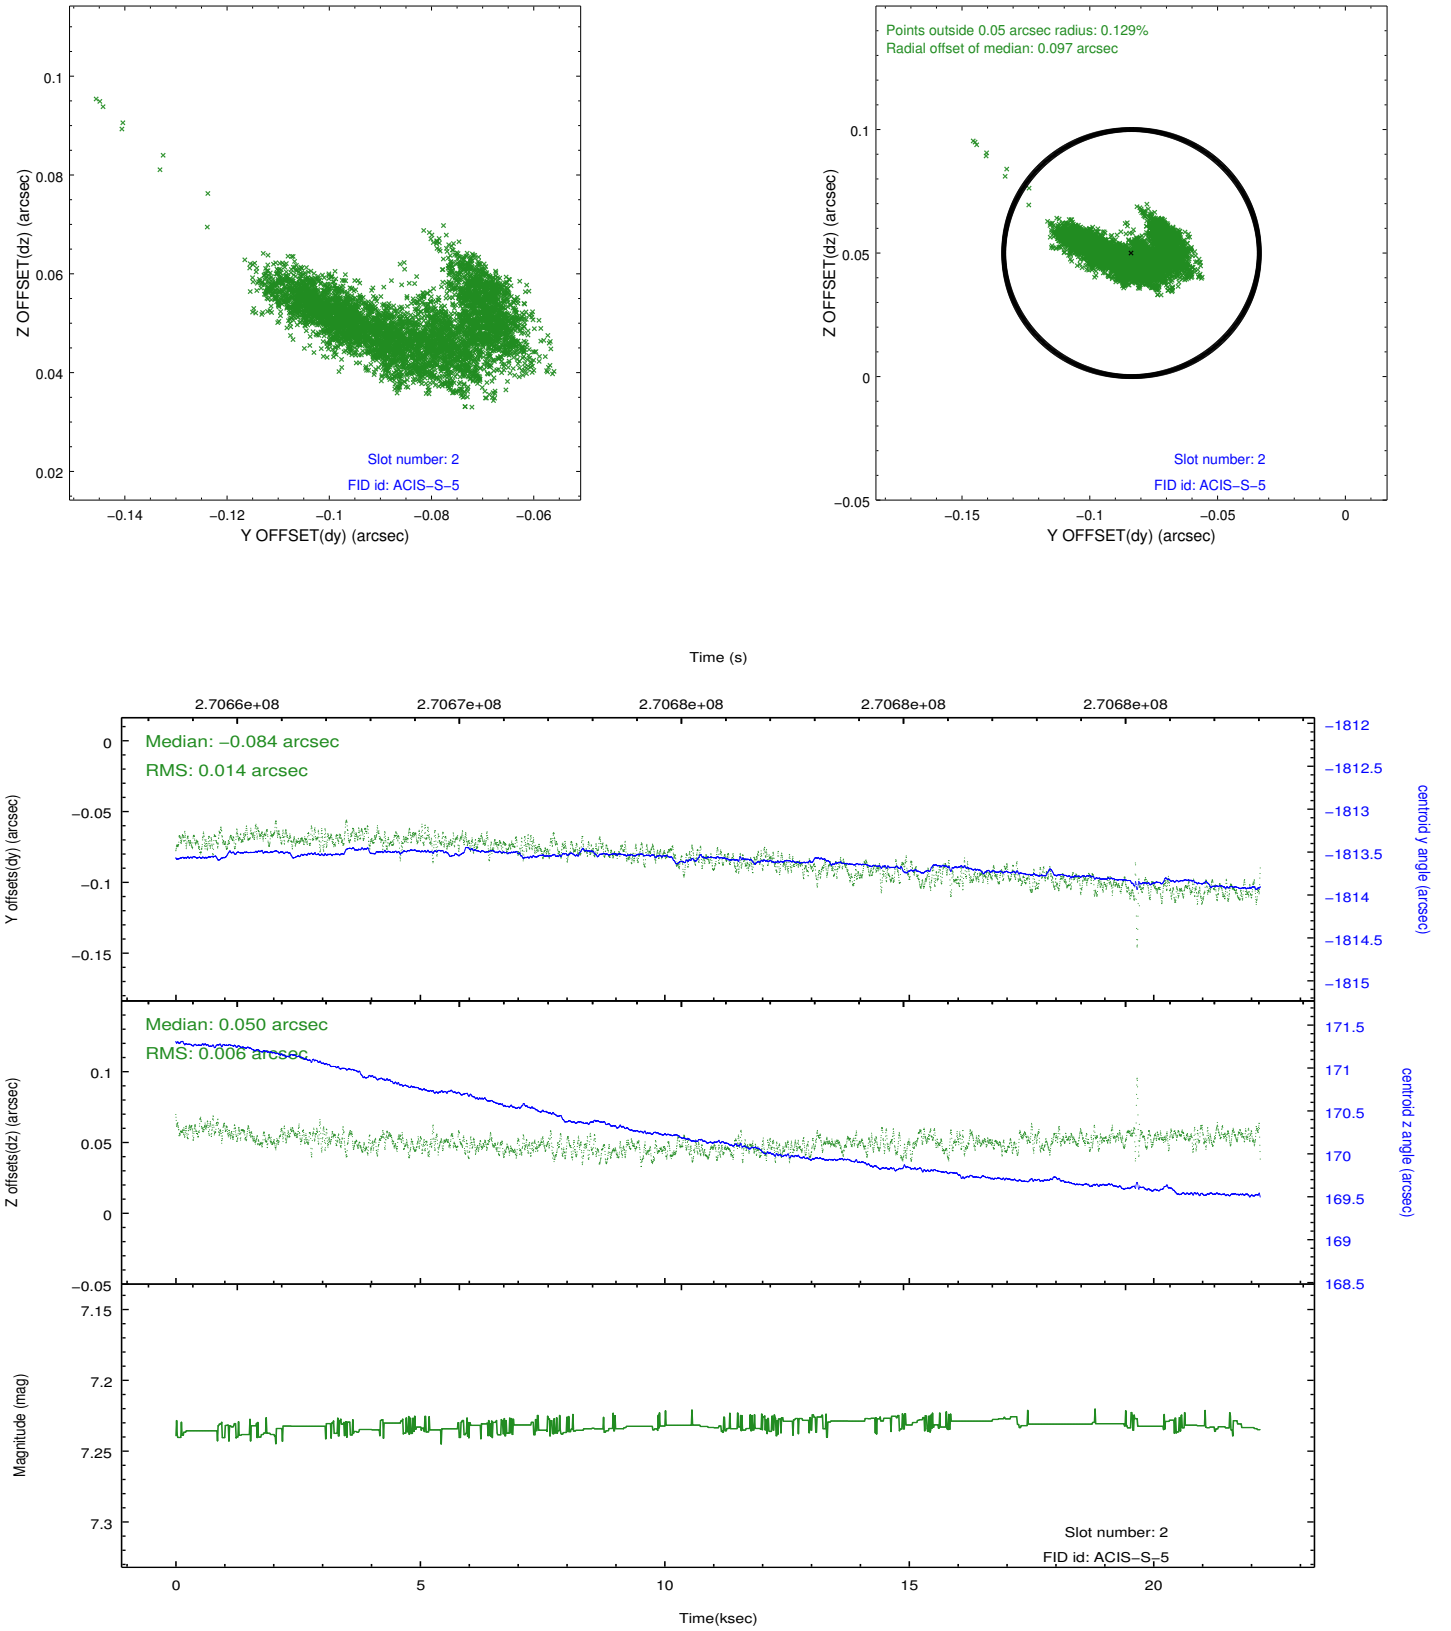 0.1
0.08
0.06
0.04
0.02
Z OFFSET(dz) (arcsec)
Slot number: 2
FID id: ACIS−S−5
−0.14 −0.12 −0.1 −0.08 −0.06
Y OFFSET(dy) (arcsec)
Points outside 0.05 arcsec radius: 0.129%
Radial offset of median: 0.097 arcsec
0.1
0.05
0
−0.05
Z OFFSET(dz) (arcsec)
Slot number: 2
FID id: ACIS−S−5
−0.15 −0.1 −0.05 0
Y OFFSET(dy) (arcsec)
Time (s)
2.7066e+08 2.7067e+08 2.7068e+08 2.7068e+08 2.7068e+08
Median: −0.084 arcsec
RMS: 0.014 arcsec
0
−0.05
−0.1
−0.15
Y offsets(dy) (arcsec)
−1812
−1812.5
−1813
−1813.5
−1814
−1814.5
−1815
centroid y angle (arcsec)
Median: 0.050 arcsec
RMS: 0.006 arcsec
0.1
0.05
0
−0.05
Z offsets(dz) (arcsec)
171.5
171
170.5
170
169.5
169
168.5
centroid z angle (arcsec)
7.15
7.2
7.25
7.3
Magnitude (mag)
Slot number: 2
FID id: ACIS−S−5
0 5 10 15 20
Time(ksec)